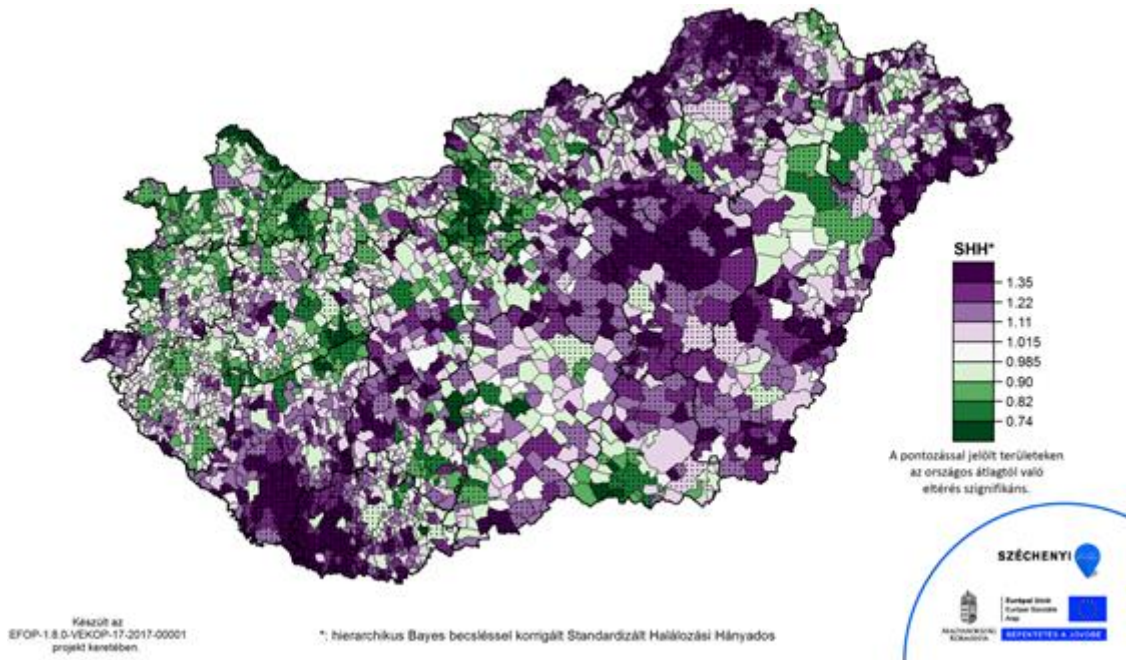 SHH*
1.35
1.22
1.11
1.015
0.985
0.90
0.82
0.74
A pontozással jelölt területeken
az országos átlagtól való
eltérés szignifikáns.
SZÉCHENYI
Európai Unió
Európai Szociális
Alap
MAGYARORSZÁG
KORMÁNYA
BEFEKTETÉS A JÖVŐBE
Készült az
EFOP-1.8.0-VEKOP-17-2017-00001
projekt keretében.
*: hierarchikus Bayes becsléssel korrigált Standardizált Halálozási Hányados